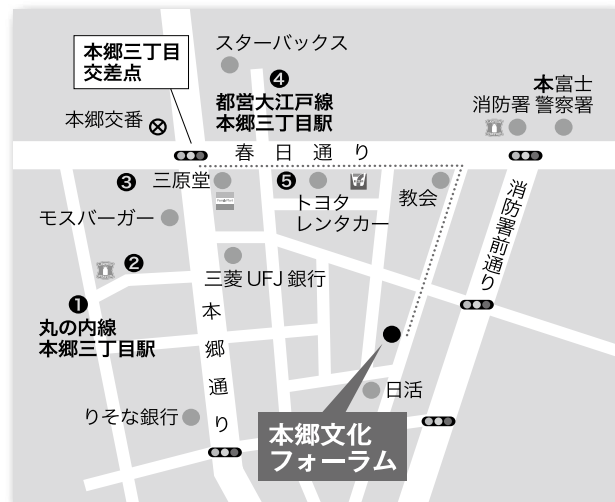 スターバックス
本郷三丁目
交差点
❹
都営大江戸線
本郷三丁目駅
本富士
消防署 警察署
本郷交番
春日通り
❸
三原堂
❺
トヨタ
レンタカー
教会
消防署前通り
モスバーガー
❷
三菱UFJ銀行
❶
丸の内線
本郷三丁目駅
本郷通り
日活
りそな銀行
本郷文化
フォーラム